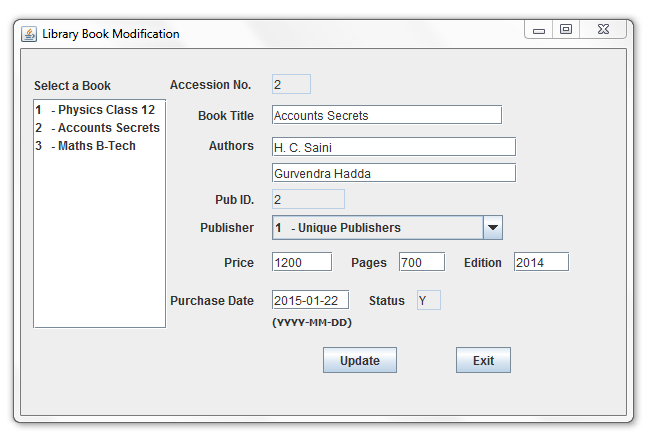 Library Book Modification
Select a Book
1 - Physics Class 12
2 - Accounts Secrets
3 - Maths B-Tech
Accession No. 2
Book Title Accounts Secrets
Authors H. C. Saini
Gurvendra Hadda
Pub ID. 2
Publisher 1 - Unique Publishers
Price 1200 Pages 700 Edition 2014
Purchase Date 2015-01-22 Status Y
(YYYY-MM-DD)
Update Exit